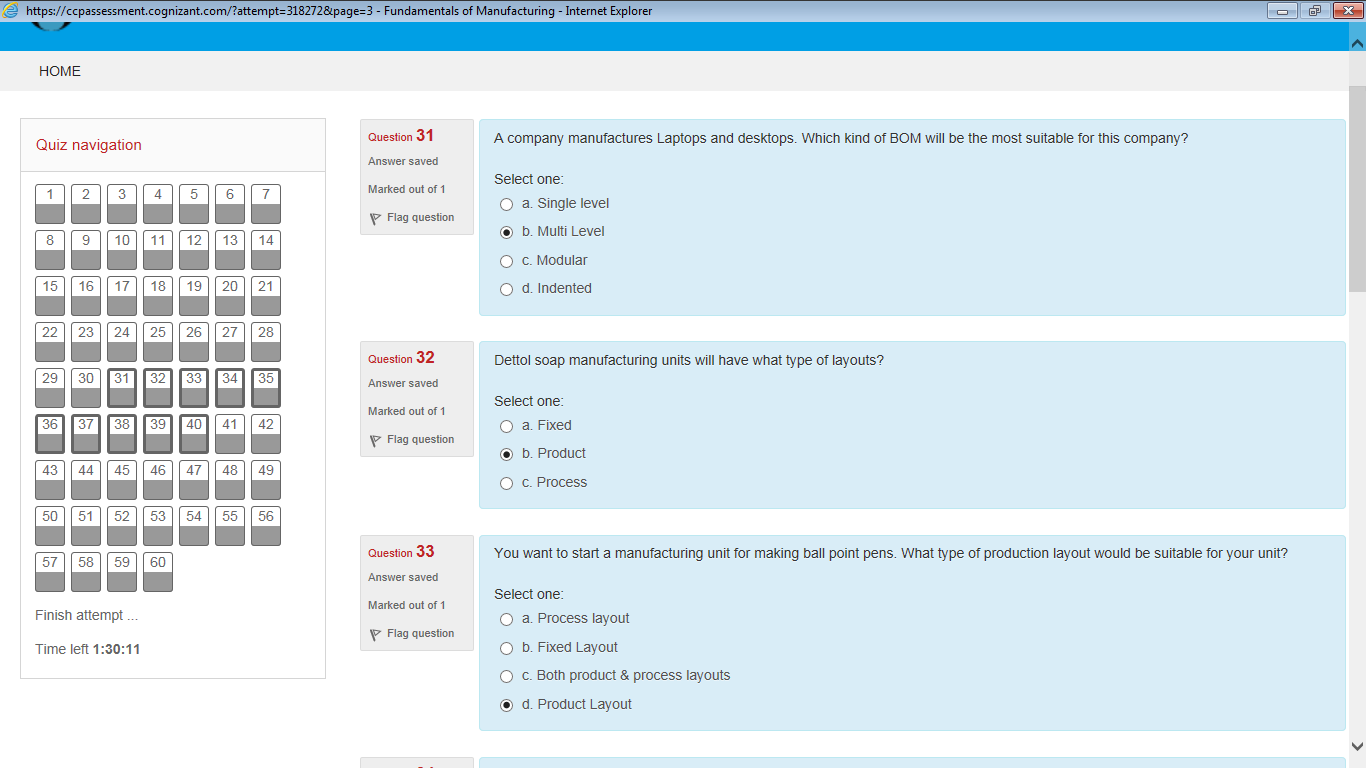 https://ccpassessment.cognizant.com/?attempt=318272&page=3 - Fundamentals of Manufacturing - Internet Explorer
HOME
Quiz navigation
1 2 3 4 5 6 7
8 9 10 11 12 13 14
15 16 17 18 19 20 21
22 23 24 25 26 27 28
29 30 31 32 33 34 35
36 37 38 39 40 41 42
43 44 45 46 47 48 49
50 51 52 53 54 55 56
57 58 59 60
Finish attempt ...
Time left 1:30:11
Question 31
Answer saved
Marked out of 1
Flag question
A company manufactures Laptops and desktops. Which kind of BOM will be the most suitable for this company?
Select one:
a. Single level
b. Multi Level
c. Modular
d. Indented
Question 32
Answer saved
Marked out of 1
Flag question
Dettol soap manufacturing units will have what type of layouts?
Select one:
a. Fixed
b. Product
c. Process
Question 33
Answer saved
Marked out of 1
Flag question
You want to start a manufacturing unit for making ball point pens. What type of production layout would be suitable for your unit?
Select one:
a. Process layout
b. Fixed Layout
c. Both product & process layouts
d. Product Layout